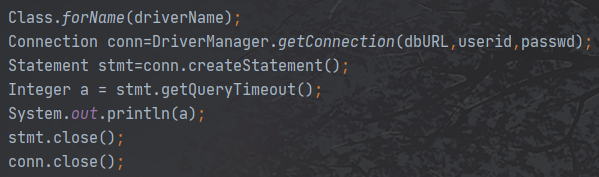 Class.forName(driverName);
Connection conn=DriverManager.getConnection(dbURL,userid,passwd);
Statement stmt=conn.createStatement();
Integer a = stmt.getQueryTimeout();
System.out.println(a);
stmt.close();
conn.close();